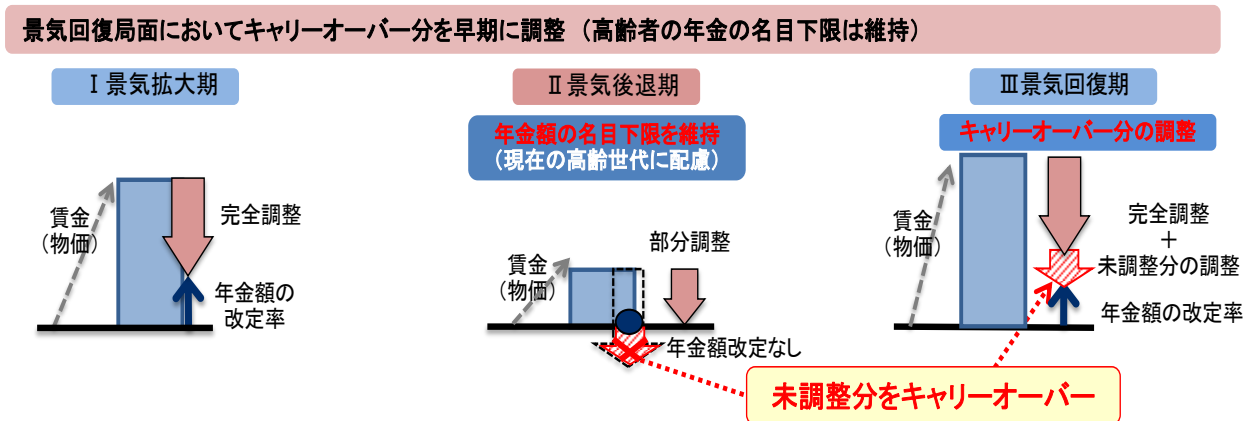 景気回復局面においてキャリーオーバー分を早期に調整 （高齢者の年金の名目下限は維持）
Ⅰ景気拡大期
賃金
（物価）
完全調整
年金額の
改定率
Ⅱ景気後退期
年金額の名目下限を維持
（現在の高齢世代に配慮）
賃金
（物価）
部分調整
年金額改定なし
Ⅲ景気回復期
キャリーオーバー分の調整
賃金
（物価）
完全調整
＋
未調整分の調整
年金額の改定率
未調整分をキャリーオーバー